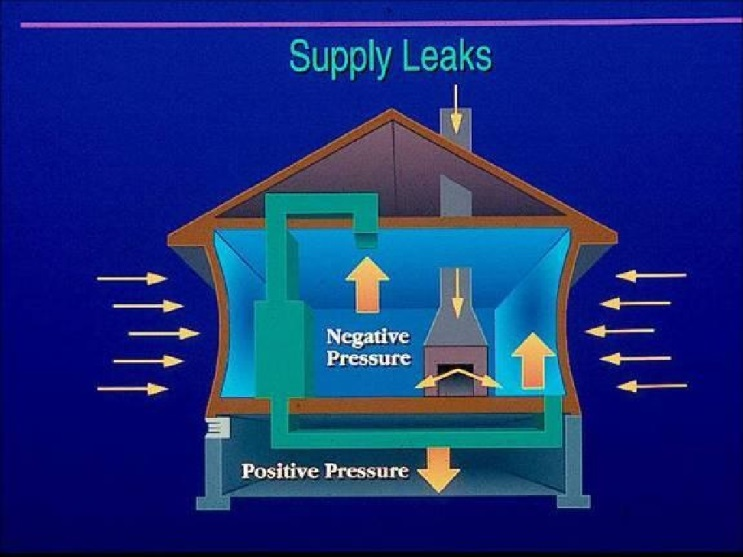 Supply Leaks
Negative
Pressure
Positive Pressure